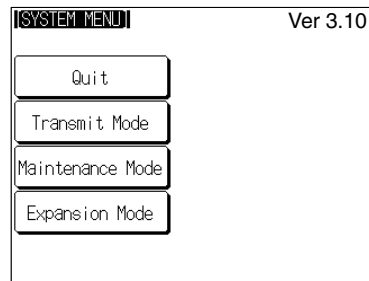 [SYSTEM MENU] Ver 3.10
Quit
Transmit Mode
Maintenance Mode
Expansion Mode